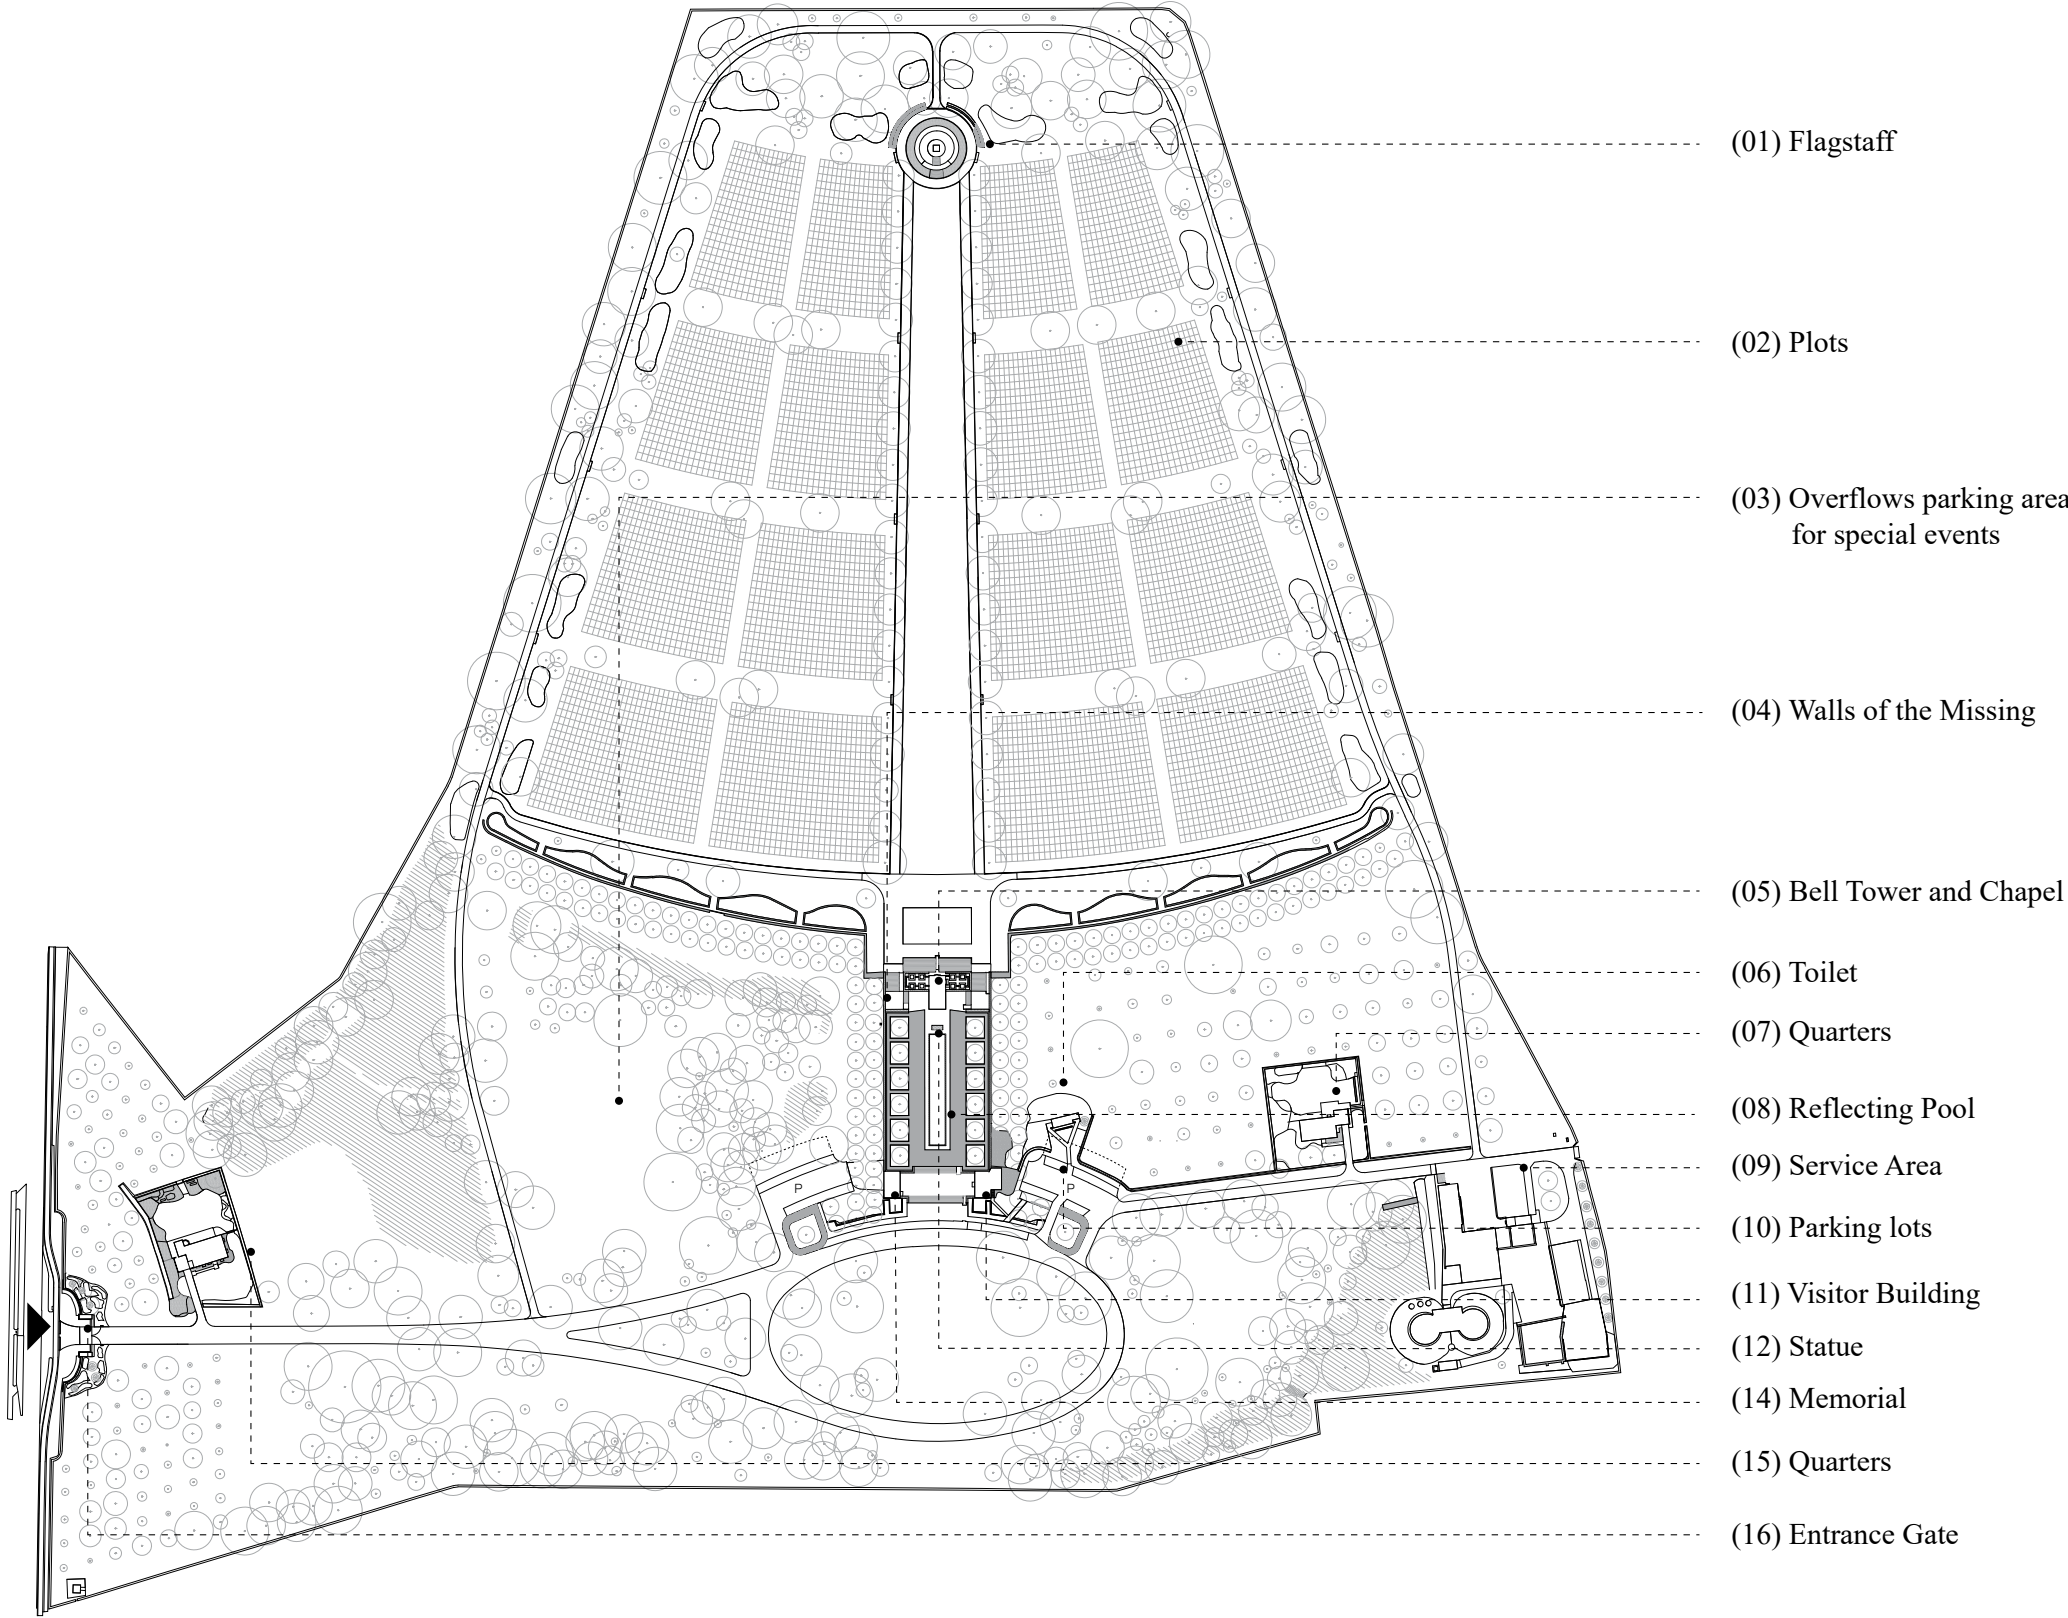 (01) Flagstaff
(02) Plots
(03) Overflows parking area
for special events
(04) Walls of the Missing
(05) Bell Tower and Chapel
(06) Toilet
(07) Quarters
(08) Reflecting Pool
(09) Service Area
P
P
(10) Parking lots
(11) Visitor Building
(12) Statue
(14) Memorial
(15) Quarters
(16) Entrance Gate